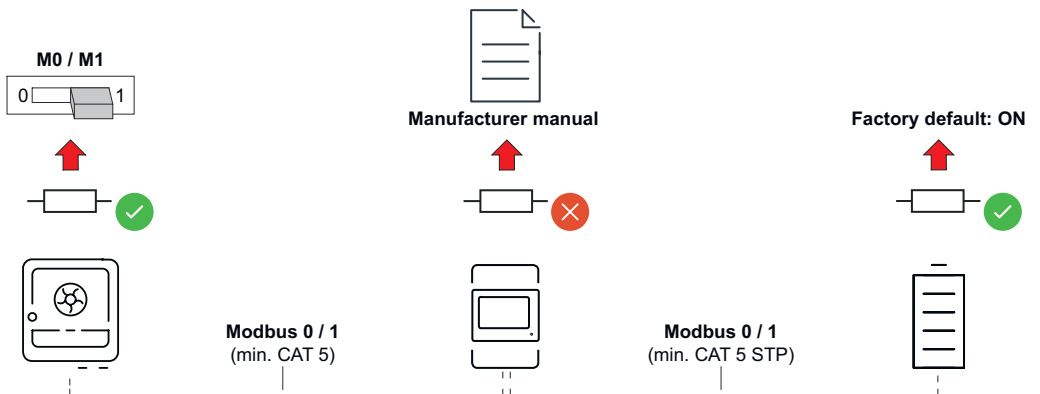 M0 / M1
0 1
Manufacturer manual
Factory default: ON
Modbus 0 / 1
(min. CAT 5)
Modbus 0 / 1
(min. CAT 5 STP)